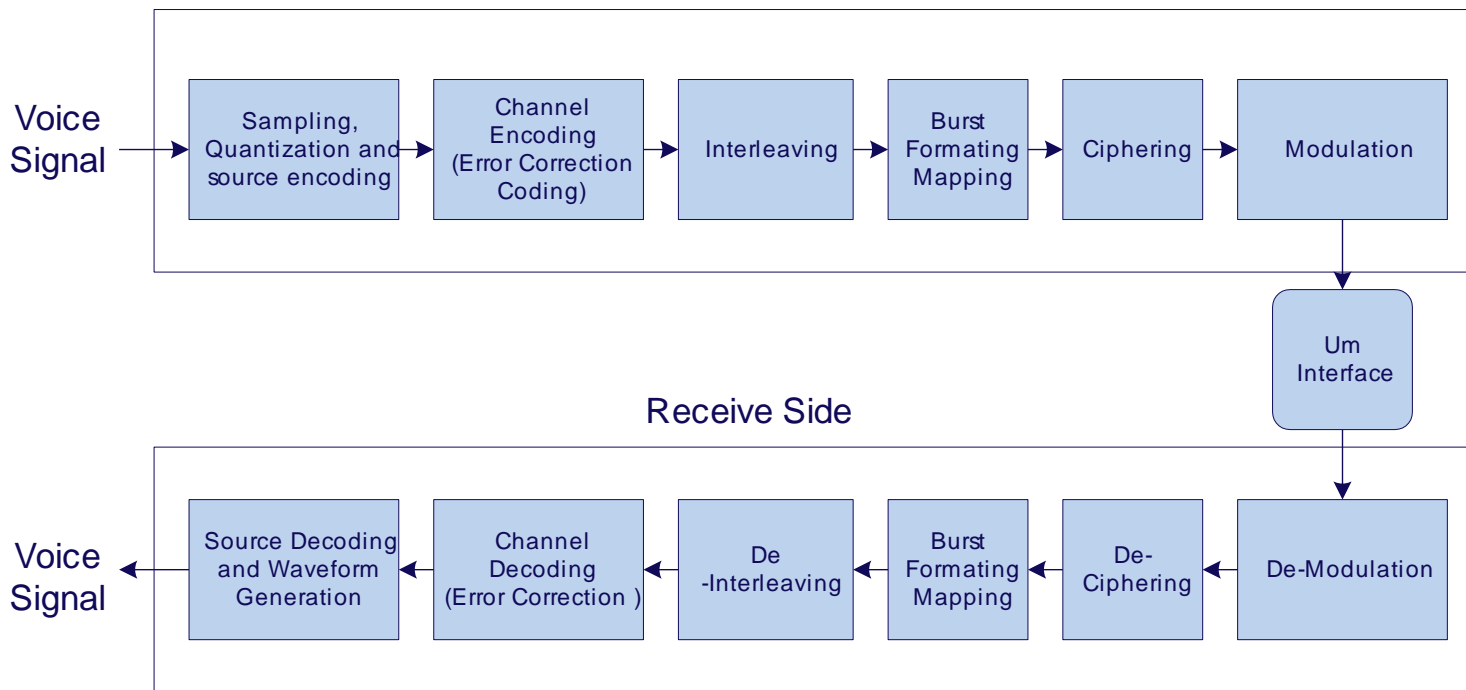 Voice
Signal
Sampling,
Quantization and
source encoding
Channel
Encoding
(Error Correction
Coding)
Interleaving
Burst
Formating
Mapping
Ciphering
Modulation
Um
Interface
Receive Side
Voice
Signal
Source Decoding
and Waveform
Generation
Channel
Decoding
(Error Correction )
De
-Interleaving
Burst
Formating
Mapping
De-
Ciphering
De-Modulation